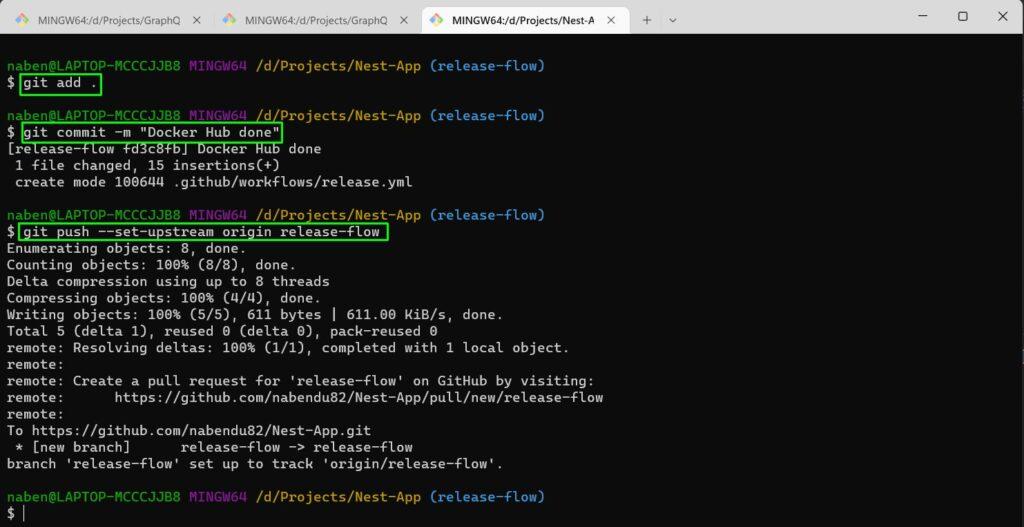 MINGW64:/d/Projects/GraphQ
MINGW64:/d/Projects/GraphQ
MINGW64:/d/Projects/Nest-A
naben@LAPTOP-MCCCJJB8 MINGW64 /d/Projects/Nest-App (release-flow)
$ git add .
naben@LAPTOP-MCCCJJB8 MINGW64 /d/Projects/Nest-App (release-flow)
$ git commit -m "Docker Hub done"
[release-flow fd3c8fb] Docker Hub done
 1 file changed, 15 insertions(+)
 create mode 100644 .github/workflows/release.yml
naben@LAPTOP-MCCCJJB8 MINGW64 /d/Projects/Nest-App (release-flow)
$ git push --set-upstream origin release-flow
Enumerating objects: 8, done.
Counting objects: 100% (8/8), done.
Delta compression using up to 8 threads
Compressing objects: 100% (4/4), done.
Writing objects: 100% (5/5), 611 bytes | 611.00 KiB/s, done.
Total 5 (delta 1), reused 0 (delta 0), pack-reused 0
remote: Resolving deltas: 100% (1/1), completed with 1 local object.
remote:
remote: Create a pull request for 'release-flow' on GitHub by visiting:
remote:      https://github.com/nabendu82/Nest-App/pull/new/release-flow
remote:
To https://github.com/nabendu82/Nest-App.git
 * [new branch]      release-flow -> release-flow
branch 'release-flow' set up to track 'origin/release-flow'.
naben@LAPTOP-MCCCJJB8 MINGW64 /d/Projects/Nest-App (release-flow)
$